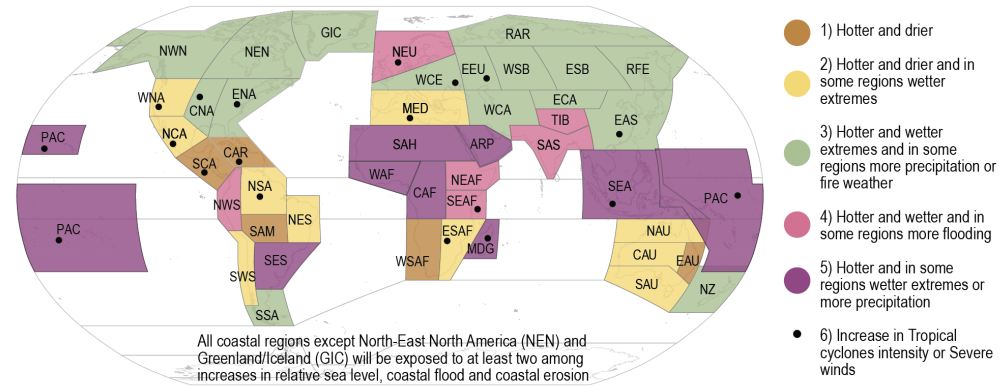 GIC
RAR
NWN
NEN
NEU
EEU
WSB
ESB
RFE
WCE
WNA
CNA
ENA
MED
WCA
ECA
TIB
EAS
PAC
NCA
SCA
CAR
SAH
ARP
SAS
WAF
CAF
NEAF
SEAF
SEA
PAC
NWS
NSA
NES
SAM
PAC
SES
SWS
SSA
WSAF
ESAF
MDG
NAU
CAU
EAU
SAU
NZ
All coastal regions except North-East North America (NEN) and
Greenland/Iceland (GIC) will be exposed to at least two among
increases in relative sea level, coastal flood and coastal erosion
1) Hotter and drier
2) Hotter and drier and in
some regions wetter
extremes
3) Hotter and wetter
extremes and in some
regions more precipitation or
fire weather
4) Hotter and wetter and in
some regions more flooding
5) Hotter and in some
regions wetter extremes or
more precipitation
6) Increase in Tropical
cyclones intensity or Severe
winds